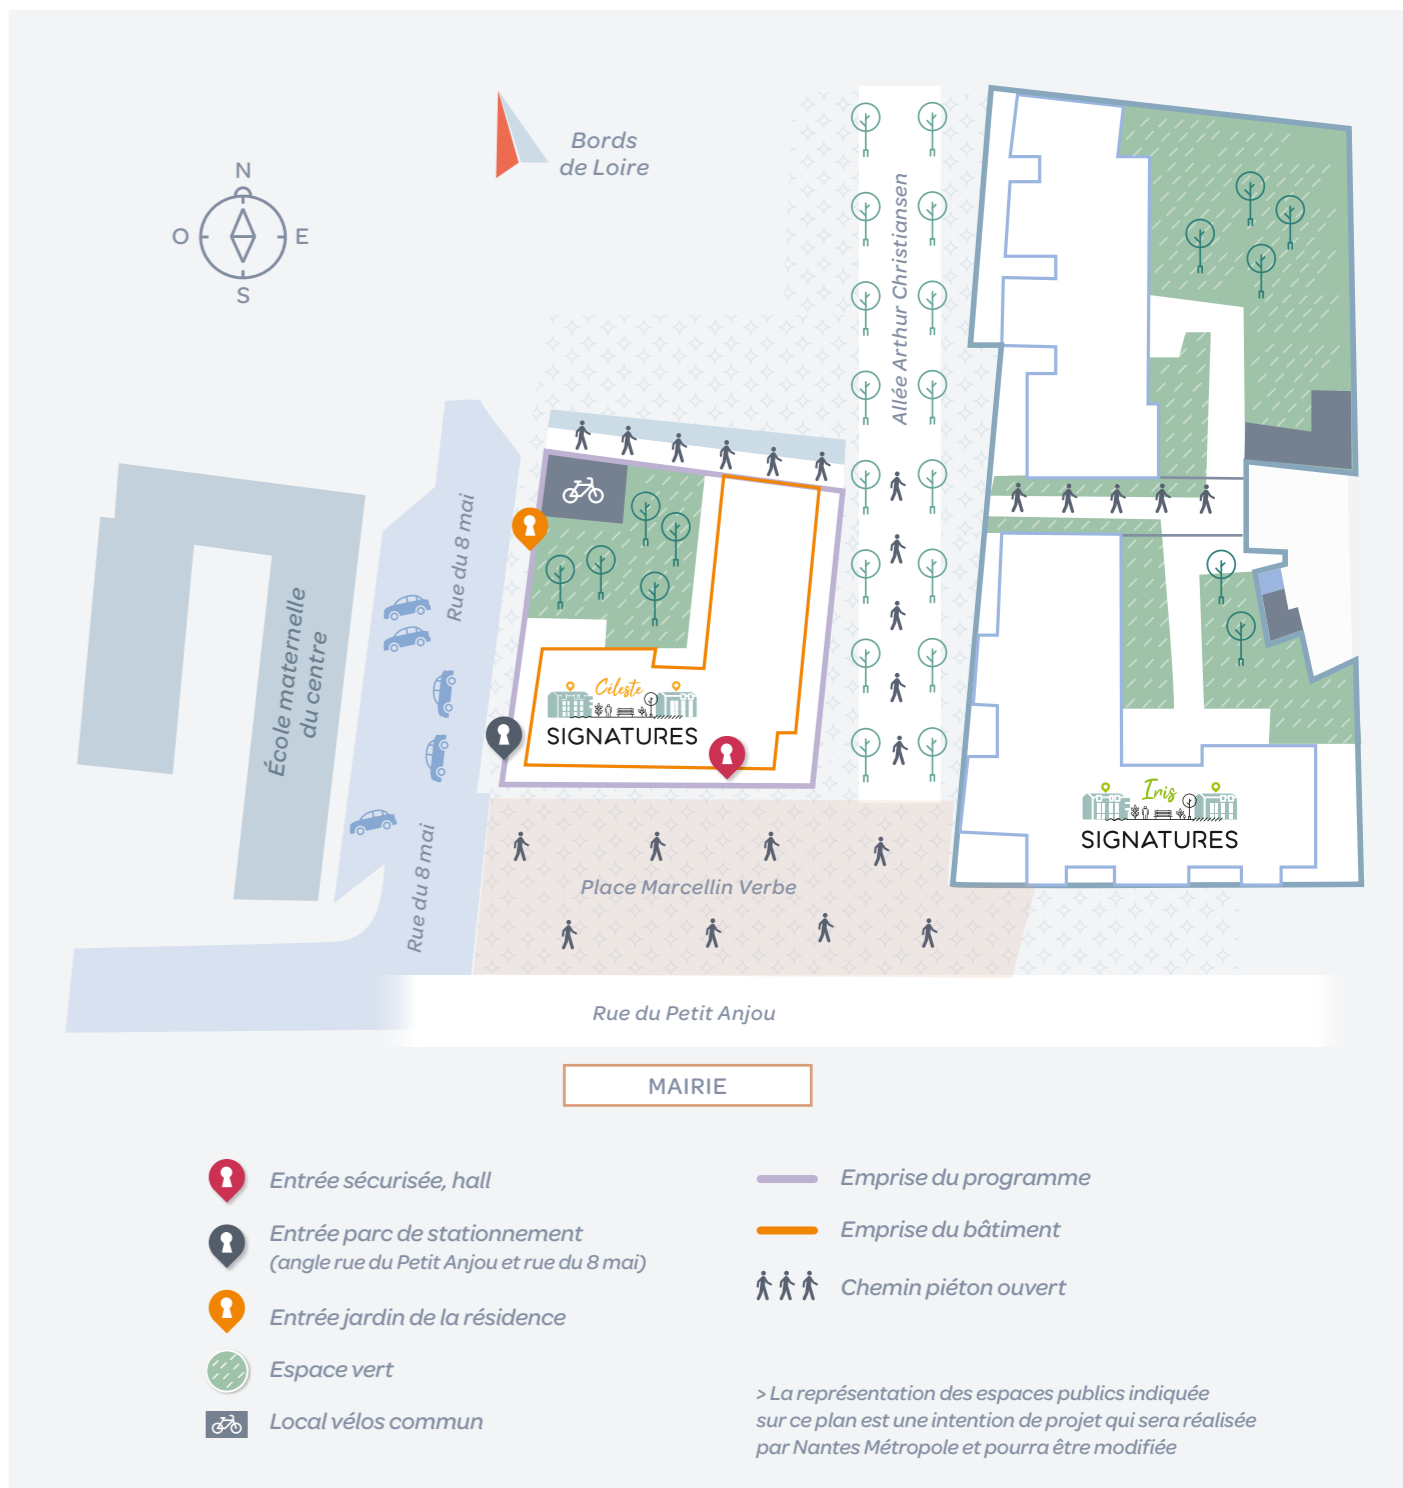 Bords
de Loire
N
O
E
S
Allée Arthur Christiansen
Rue du 8 mai
École maternelle
du centre
Céleste
SIGNATURES
Iris
SIGNATURES
Rue du 8 mai
Place Marcellin Verbe
Rue du Petit Anjou
MAIRIE
Entrée sécurisée, hall
Entrée parc de stationnement
(angle rue du Petit Anjou et rue du 8 mai)
Entrée jardin de la résidence
Espace vert
Local vélos commun
Emprise du programme
Emprise du bâtiment
Chemin piéton ouvert
> La représentation des espaces publics indiquée
sur ce plan est une intention de projet qui sera réalisée
par Nantes Métropole et pourra être modifiée